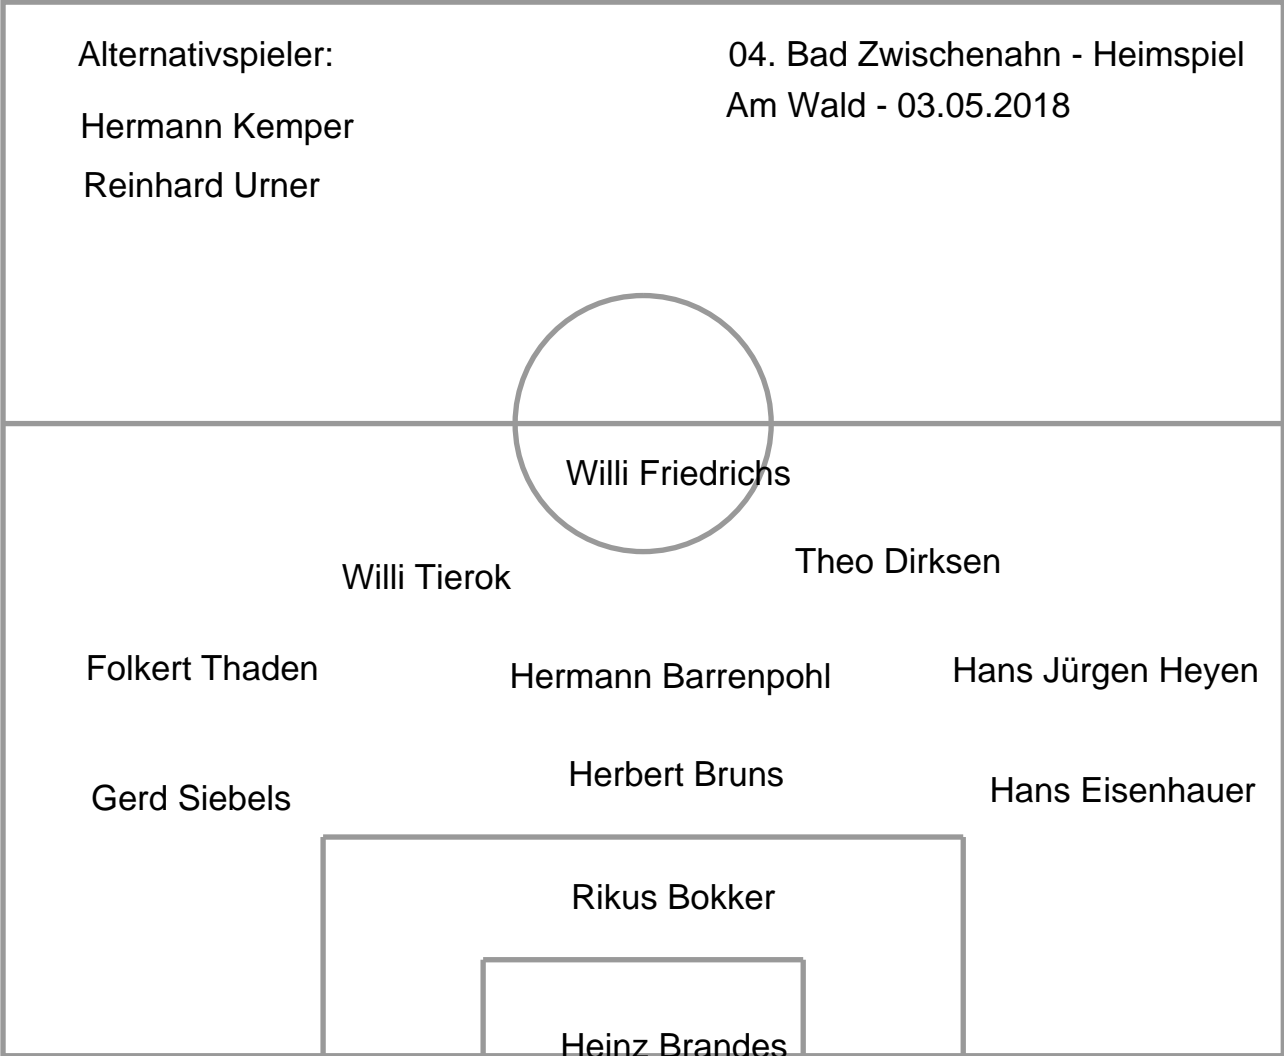 Alternativspieler:
04. Bad Zwischenahn - Heimspiel
Am Wald - 03.05.2018
Hermann Kemper
Reinhard Urner
Willi Friedrichs
Willi Tierok
Theo Dirksen
Folkert Thaden
Hermann Barrenpohl
Hans Jürgen Heyen
Gerd Siebels
Herbert Bruns
Hans Eisenhauer
Rikus Bokker
Heinz Brandes